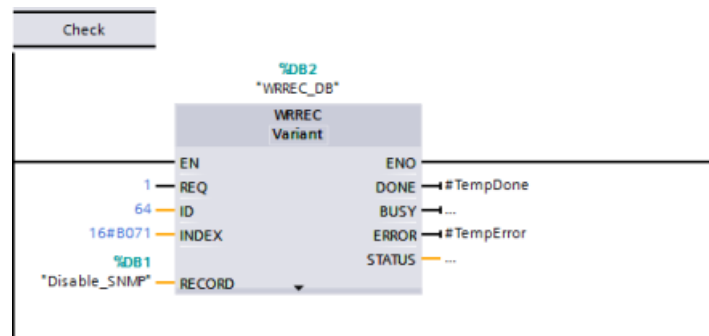 Check
%DB2
"WRREC_DB"
WRREC
Variant
EN ENO
1 REQ DONE #TempDone
64 ID BUSY ...
16#B071 INDEX ERROR #TempError
%DB1 STATUS ...
"Disable_SNMP" RECORD